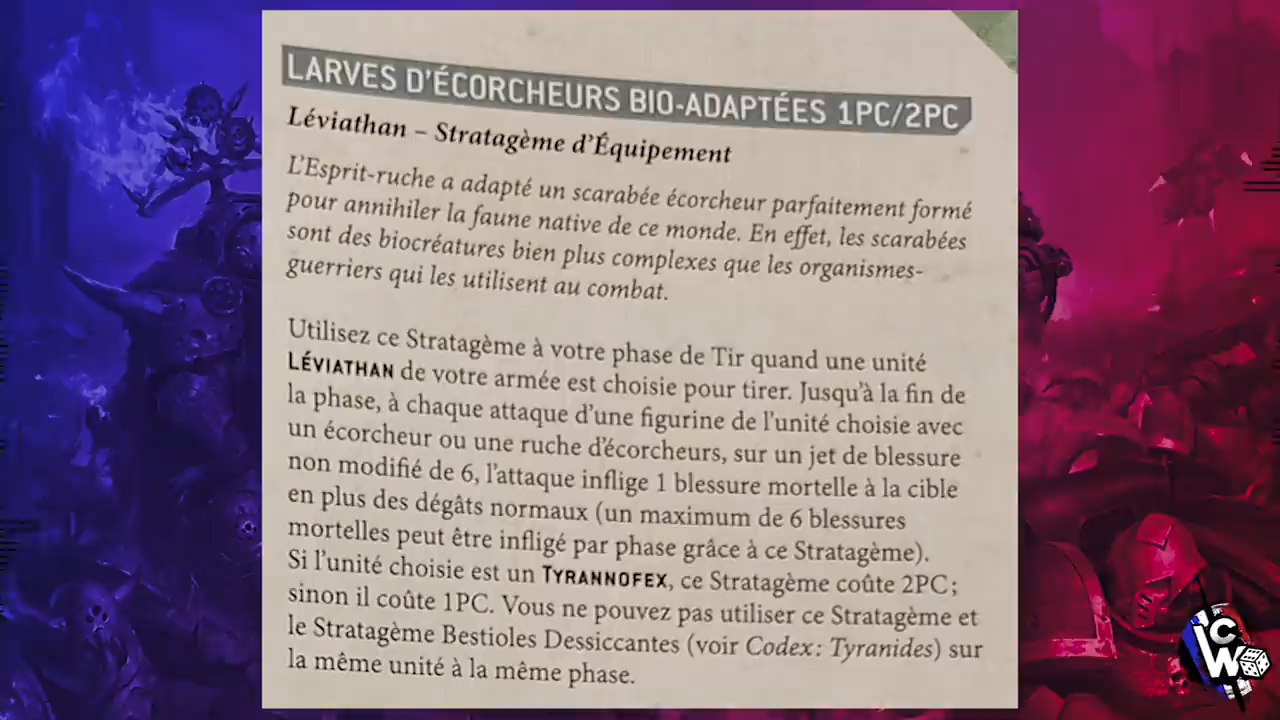 LARVES D'ÉCORCHEURS BIO-ADAPTÉES 1PC/2PC
Léviathan – Stratagème d'Équipement
L'Esprit-ruche a adapté un scarabée écorcheur parfaitement formé
pour annihiler la faune native de ce monde. En effet, les scarabées
sont des biocréatures bien plus complexes que les organismes-
guerriers qui les utilisent au combat.
Utilisez ce Stratagème à votre phase de Tir quand une unité
LÉVIATHAN de votre armée est choisie pour tirer. Jusqu'à la fin de
la phase, à chaque attaque d'une figurine de l'unité choisie avec
un écorcheur ou une ruche d'écorcheurs, sur un jet de blessure
non modifié de 6, l'attaque inflige 1 blessure mortelle à la cible
en plus des dégâts normaux (un maximum de 6 blessures
mortelles peut être infligé par phase grâce à ce Stratagème).
Si l'unité choisie est un TYRANNOFEX, ce Stratagème coûte 2PC;
sinon il coûte 1PC. Vous ne pouvez pas utiliser ce Stratagème et
le Stratagème Bestioles Dessiccantes (voir Codex: Tyranides) sur
la même unité à la même phase.
ICW